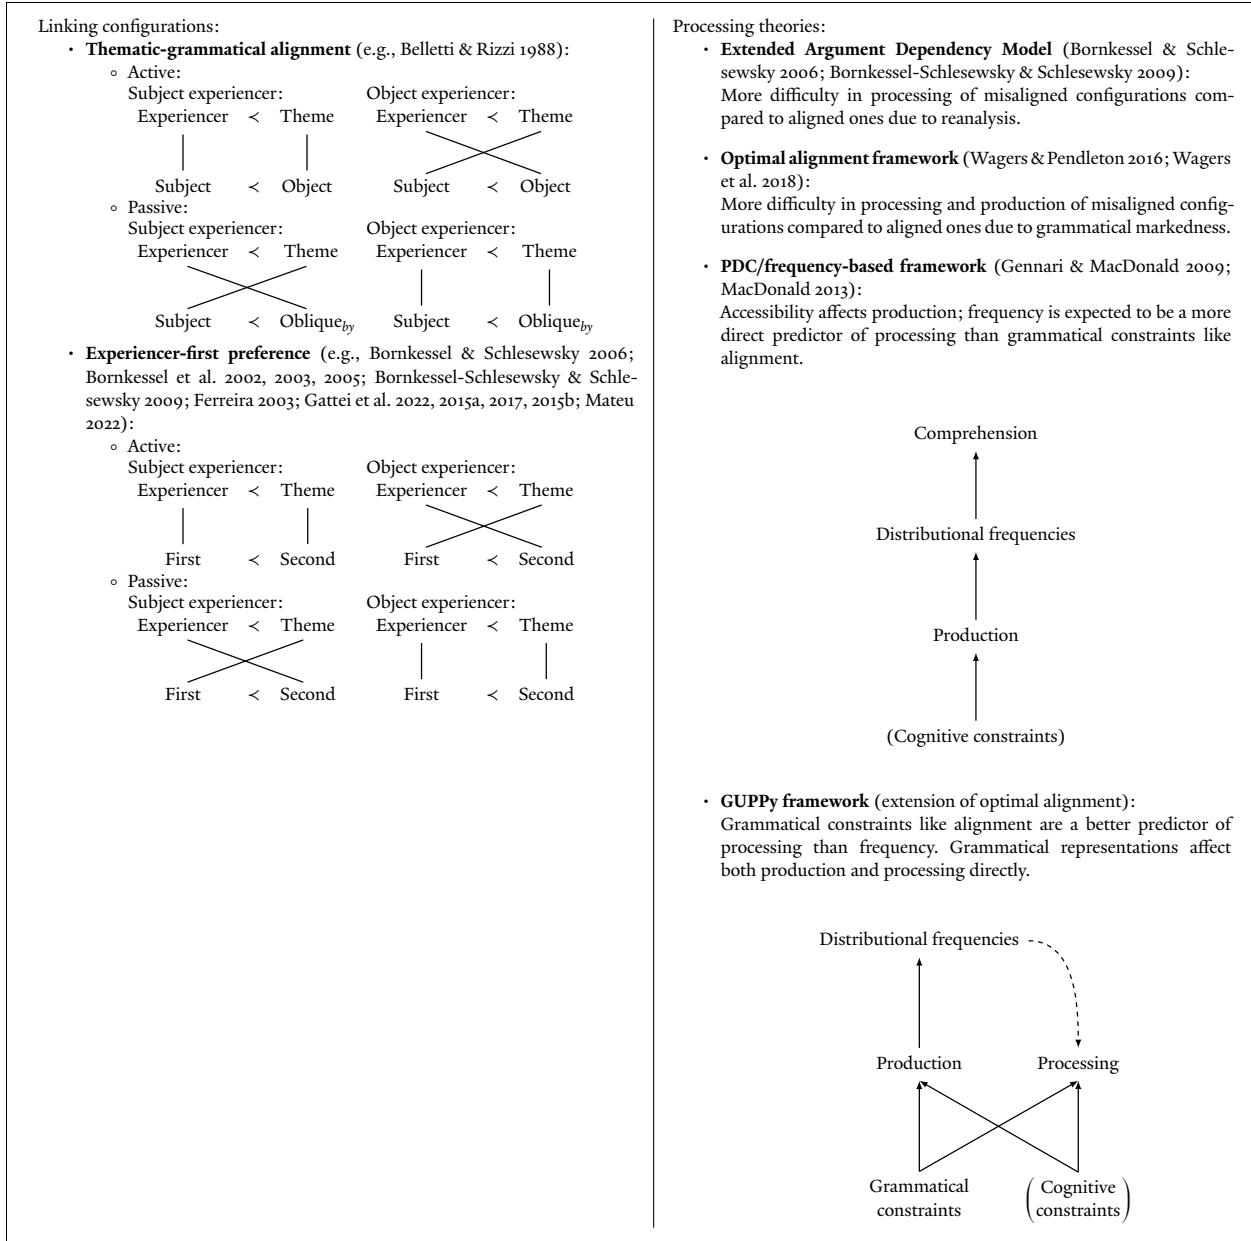 Linking configurations:
• Thematic-grammatical alignment (e.g., Belletti & Rizzi 1988):
◦ Active:
Subject experiencer: Object experiencer:
Experiencer ≺ Theme Experiencer ≺ Theme
Subject ≺ Object Subject ≺ Object
◦ Passive:
Subject experiencer: Object experiencer:
Experiencer ≺ Theme Experiencer ≺ Theme
Subject ≺ Oblique_by Subject ≺ Oblique_by
• Experiencer-first preference (e.g., Bornkessel & Schlesewsky 2006;
Bornkessel et al. 2002, 2003, 2005; Bornkessel-Schlesewsky & Schle-
sewsky 2009; Ferreira 2003; Gattei et al. 2022, 2015a, 2017, 2015b; Mateu
2022):
◦ Active:
Subject experiencer: Object experiencer:
Experiencer ≺ Theme Experiencer ≺ Theme
First ≺ Second First ≺ Second
◦ Passive:
Subject experiencer: Object experiencer:
Experiencer ≺ Theme Experiencer ≺ Theme
First ≺ Second First ≺ Second
Processing theories:
• Extended Argument Dependency Model (Bornkessel & Schle-
sewsky 2006; Bornkessel-Schlesewsky & Schlesewsky 2009):
More difficulty in processing of misaligned configurations com-
pared to aligned ones due to reanalysis.
• Optimal alignment framework (Wagers & Pendleton 2016; Wagers
et al. 2018):
More difficulty in processing and production of misaligned config-
urations compared to aligned ones due to grammatical markedness.
• PDC/frequency-based framework (Gennari & MacDonald 2009;
MacDonald 2013):
Accessibility affects production; frequency is expected to be a more
direct predictor of processing than grammatical constraints like
alignment.
Comprehension
Distributional frequencies
Production
(Cognitive constraints)
• GUPPy framework (extension of optimal alignment):
Grammatical constraints like alignment are a better predictor of
processing than frequency. Grammatical representations affect
both production and processing directly.
Distributional frequencies
Production Processing
Grammatical (Cognitive
constraints constraints)